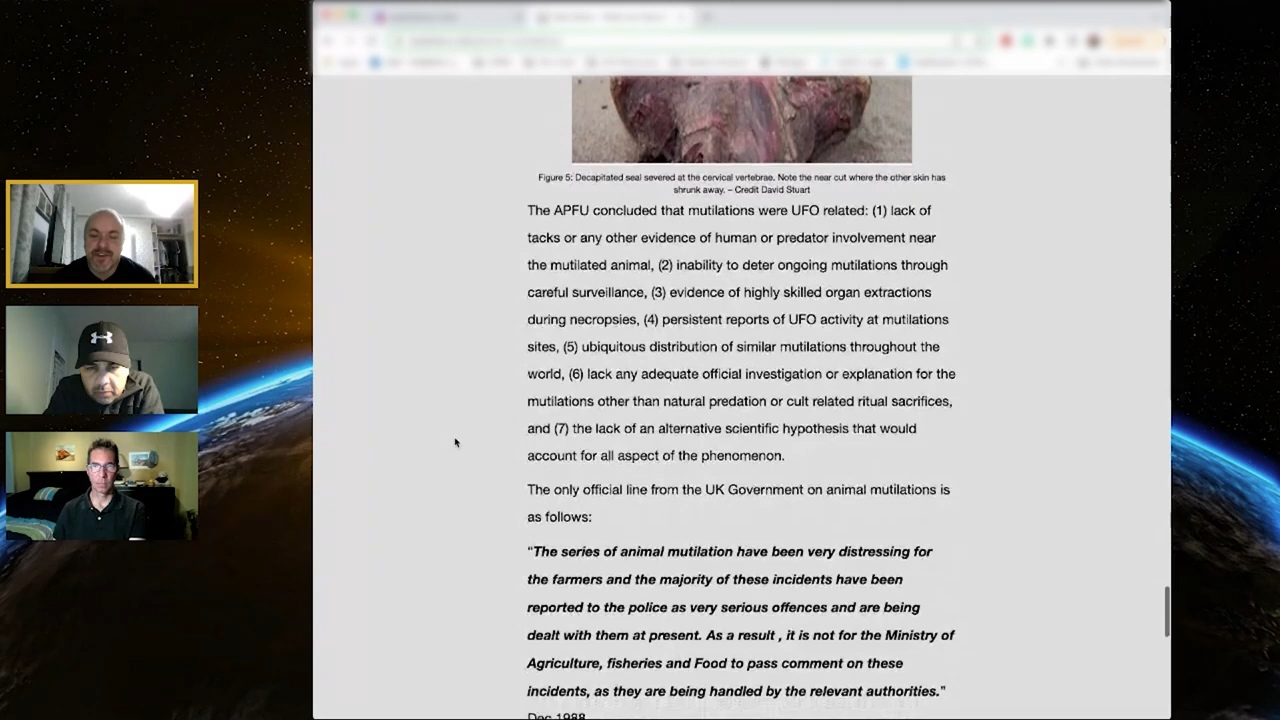 Figure 5: Decapitated seal severed at the cervical vertebrae. Note the near cut where the other skin has
shrunk away. – Credit David Stuart
The APFU concluded that mutilations were UFO related: (1) lack of
tacks or any other evidence of human or predator involvement near
the mutilated animal, (2) inability to deter ongoing mutilations through
careful surveillance, (3) evidence of highly skilled organ extractions
during necropsies, (4) persistent reports of UFO activity at mutilations
sites, (5) ubiquitous distribution of similar mutilations throughout the
world, (6) lack any adequate official investigation or explanation for the
mutilations other than natural predation or cult related ritual sacrifices,
and (7) the lack of an alternative scientific hypothesis that would
account for all aspect of the phenomenon.
The only official line from the UK Government on animal mutilations is
as follows:
“The series of animal mutilation have been very distressing for
the farmers and the majority of these incidents have been
reported to the police as very serious offences and are being
dealt with them at present. As a result , it is not for the Ministry of
Agriculture, fisheries and Food to pass comment on these
incidents, as they are being handled by the relevant authorities.”
Dec 1988